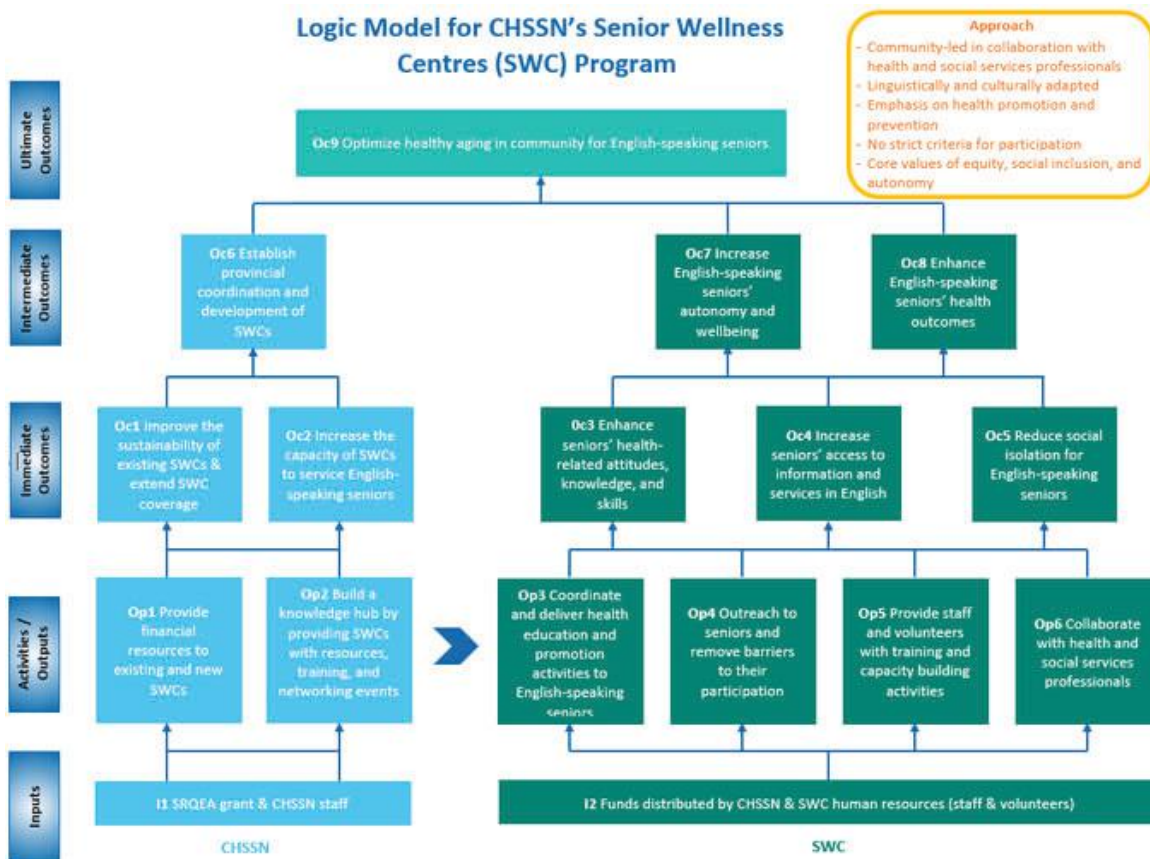 Logic Model for CHSSN's Senior Wellness
Centres (SWC) Program
Approach
- Community-led in collaboration with
health and social services professionals
- Linguistically and culturally adapted
- Emphasis on health promotion and
prevention
- No strict criteria for participation
- Core values of equity, social inclusion, and
autonomy
Ultimate
Outcomes
Oc9 Optimize healthy aging in community for English-speaking seniors
Intermediate
Outcomes
Oc6 Establish
provincial
coordination and
development of
SWCs
Oc7 Increase
English-speaking
seniors'
autonomy and
wellbeing
Oc8 Enhance
English-speaking
seniors' health
outcomes
Immediate
Outcomes
Oc1 Improve the
sustainability of
existing SWCs &
extend SWC
coverage
Oc2 Increase the
capacity of SWCs
to service English-
speaking seniors
0c3 Enhance
seniors' health-
related attitudes,
knowledge, and
skills
Oc4 Increase
seniors' access to
information and
services in English
Oc5 Reduce social
isolation for
English-speaking
seniors
Activities /
Outputs
Op1 Provide
financial
resources to
existing and new
SWCs
Op2 Build a
knowledge hub by
providing SWCs
with resources,
training, and
networking events
Op3 Coordinate
and deliver health
education and
promotion
activities to
English-speaking
seniors
Op4 Outreach to
seniors and
remove barriers
to their
participation
Op5 Provide staff
and volunteers
with training and
capacity building
activities
Op6 Collaborate
with health and
social services
professionals
Inputs
I1 SRQEA grant & CHSSN staff
I2 Funds distributed by CHSSN & SWC human resources (staff & volunteers)
CHSSN
SWC